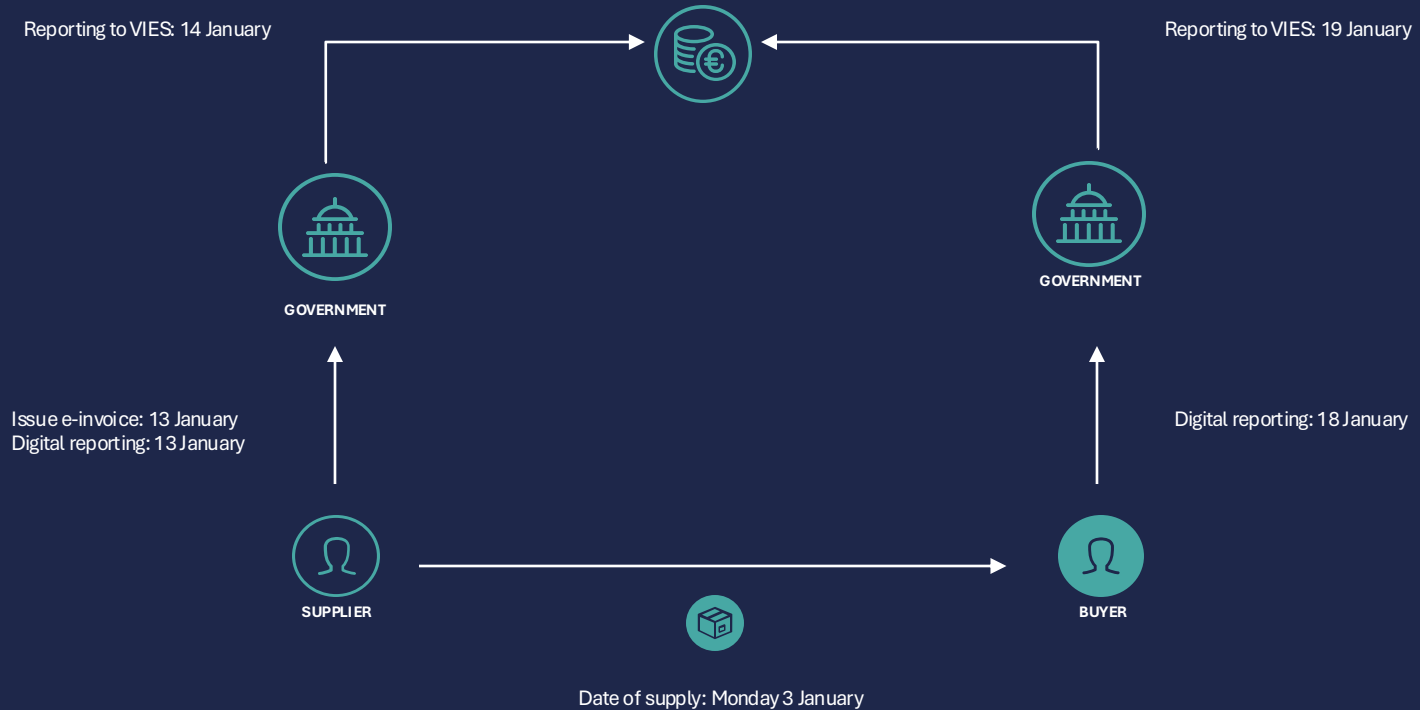 Reporting to VIES: 14 January
Reporting to VIES: 19 January
€
GOVERNMENT
GOVERNMENT
Issue e-invoice: 13 January
Digital reporting: 13 January
Digital reporting: 18 January
SUPPLIER
BUYER
Date of supply: Monday 3 January